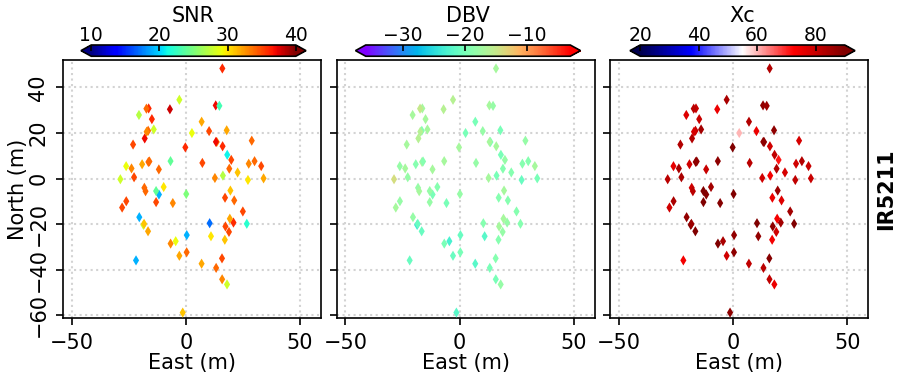 SNR DBV Xc
10 20 30 40 −30 −20 −10 20 40 60 80
40
20
North (m)
0
−20
−40
−60
IR5211
−50 0 50 −50 0 50 −50 0 50
East (m) East (m) East (m)